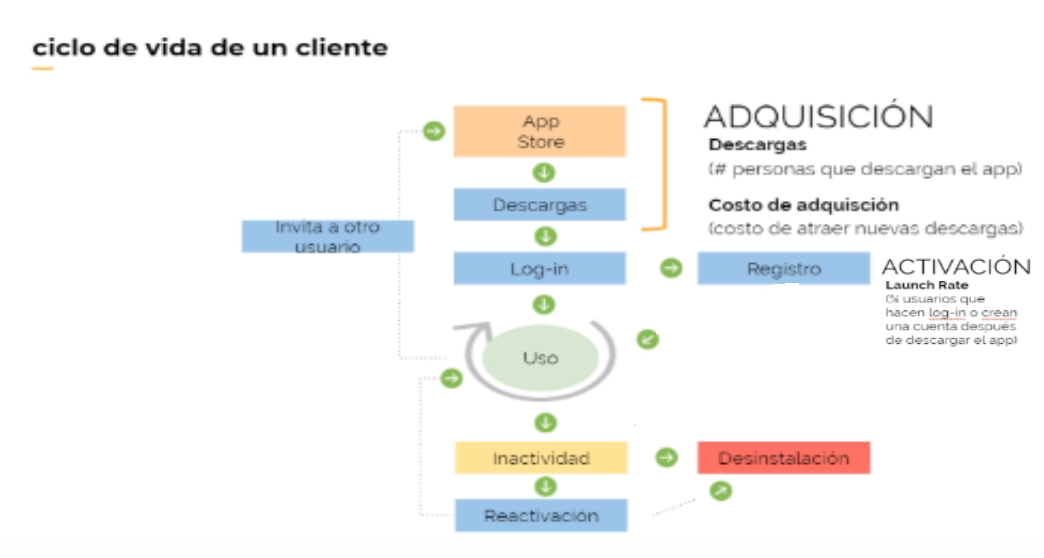 ciclo de vida de un cliente
App
Store
ADQUISICIÓN
Descargas
(# personas que descargan el app)
Descargas
Costo de adquisción
(costo de atraer nuevas descargas)
Invita a otro
usuario
Log-in
Registro
ACTIVACIÓN
Launch Rate
(% usuarios que
hacen log-in o crean
una cuenta después
de descargar el app)
Uso
Inactividad
Desinstalación
Reactivación